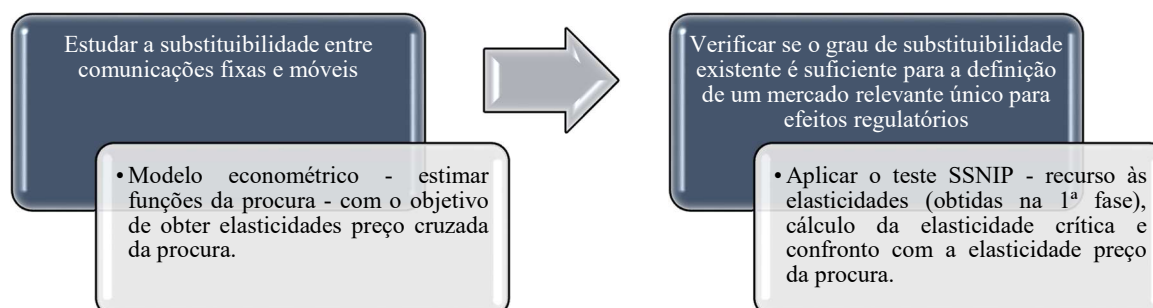 Estudar a substituibilidade entre
comunicações fixas e móveis
• Modelo econométrico - estimar
funções da procura - com o objetivo
de obter elasticidades preço cruzada
da procura.
Verificar se o grau de substituibilidade
existente é suficiente para a definição
de um mercado relevante único para
efeitos regulatórios
• Aplicar o teste SSNIP - recurso às
elasticidades (obtidas na 1ª fase),
cálculo da elasticidade crítica e
confronto com a elasticidade preço
da procura.